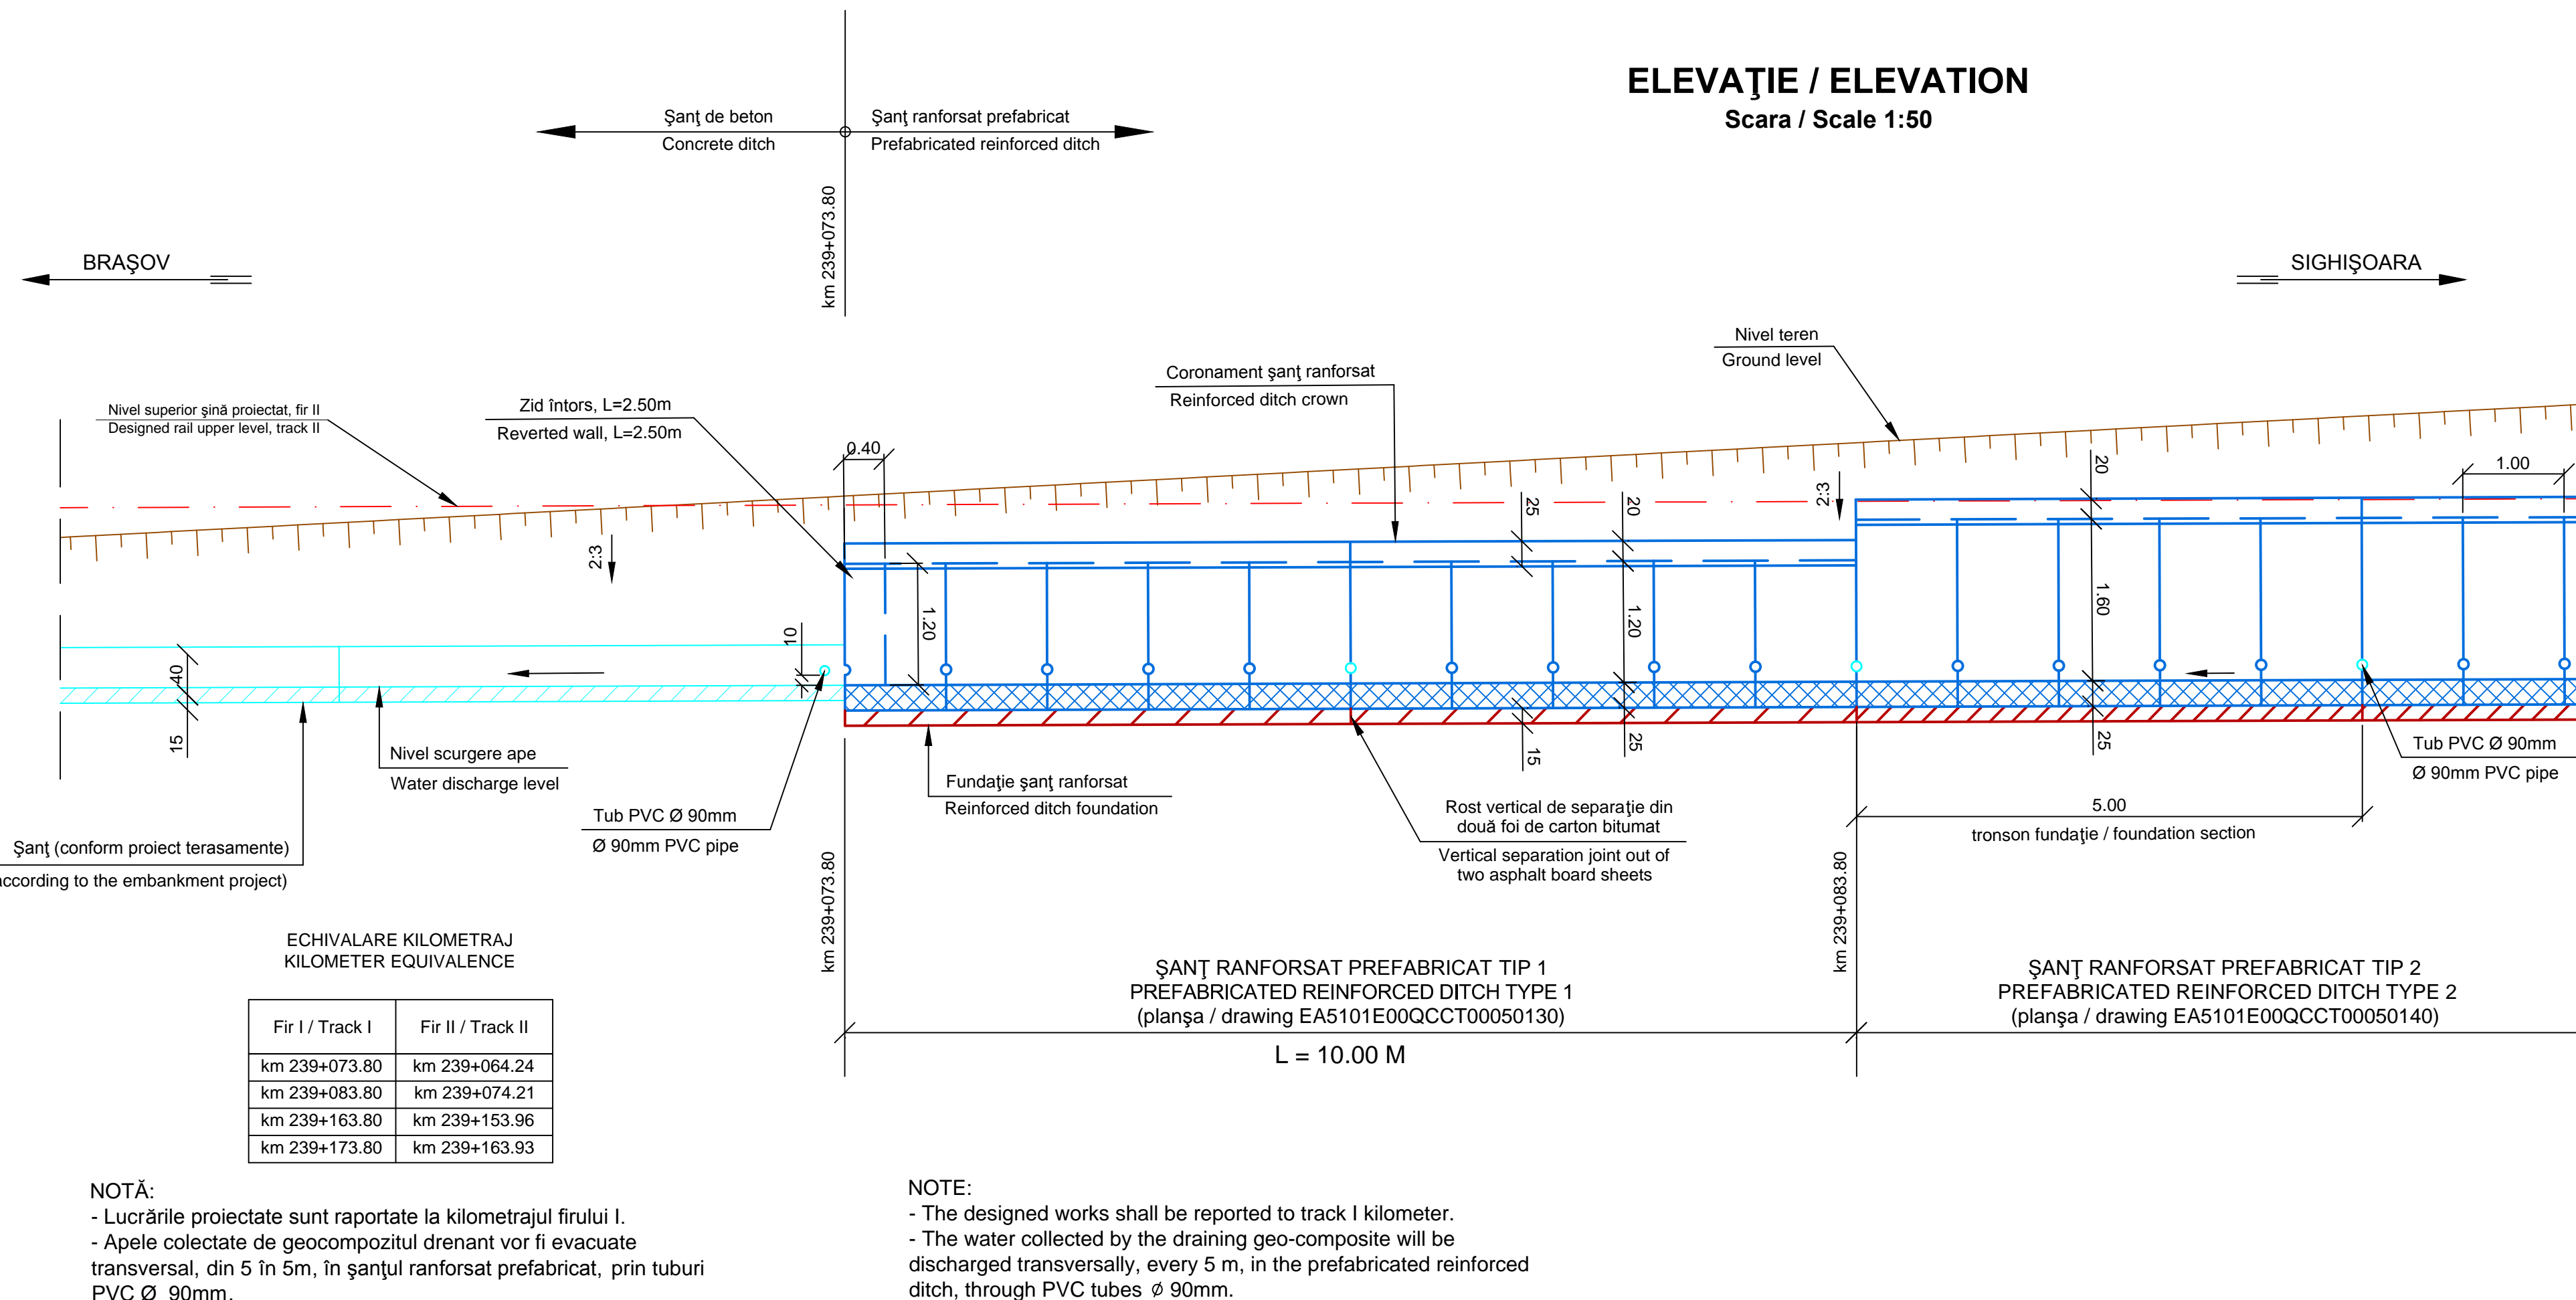 ELEVAŢIE / ELEVATION
Scara / Scale 1:50
Şanţ de beton
Concrete ditch
Şanţ ranforsat prefabricat
Prefabricated reinforced ditch
km 239+073.80
BRAŞOV
SIGHIŞOARA
Nivel teren
Ground level
Coronament şanţ ranforsat
Reinforced ditch crown
Nivel superior şină proiectat, fir II
Designed rail upper level, track II
Zid întors, L=2.50m
Reverted wall, L=2.50m
0.40
25
20
2:3
20
1.00
2:3
1.20
1.20
1.60
10
40
15
25
15
25
Nivel scurgere ape
Water discharge level
Fundaţie şanţ ranforsat
Reinforced ditch foundation
Tub PVC Ø 90mm
Ø 90mm PVC pipe
Tub PVC Ø 90mm
Ø 90mm PVC pipe
Rost vertical de separaţie din
două foi de carton bitumat
Vertical separation joint out of
two asphalt board sheets
5.00
tronson fundaţie / foundation section
Şanţ (conform proiect terasamente)
according to the embankment project)
km 239+073.80
km 239+083.80
ŞANŢ RANFORSAT PREFABRICAT TIP 1
PREFABRICATED REINFORCED DITCH TYPE 1
(planşa / drawing EA5101E00QCCT00050130)
L = 10.00 M
ŞANŢ RANFORSAT PREFABRICAT TIP 2
PREFABRICATED REINFORCED DITCH TYPE 2
(planşa / drawing EA5101E00QCCT00050140)
ECHIVALARE KILOMETRAJ
KILOMETER EQUIVALENCE
Fir I / Track I Fir II / Track II
km 239+073.80 km 239+064.24
km 239+083.80 km 239+074.21
km 239+163.80 km 239+153.96
km 239+173.80 km 239+163.93
NOTĂ:
- Lucrările proiectate sunt raportate la kilometrajul firului I.
- Apele colectate de geocompozitul drenant vor fi evacuate
transversal, din 5 în 5m, în şanţul ranforsat prefabricat, prin tuburi
PVC Ø 90mm.
NOTE:
- The designed works shall be reported to track I kilometer.
- The water collected by the draining geo-composite will be
discharged transversally, every 5 m, in the prefabricated reinforced
ditch, through PVC tubes Ø 90mm.